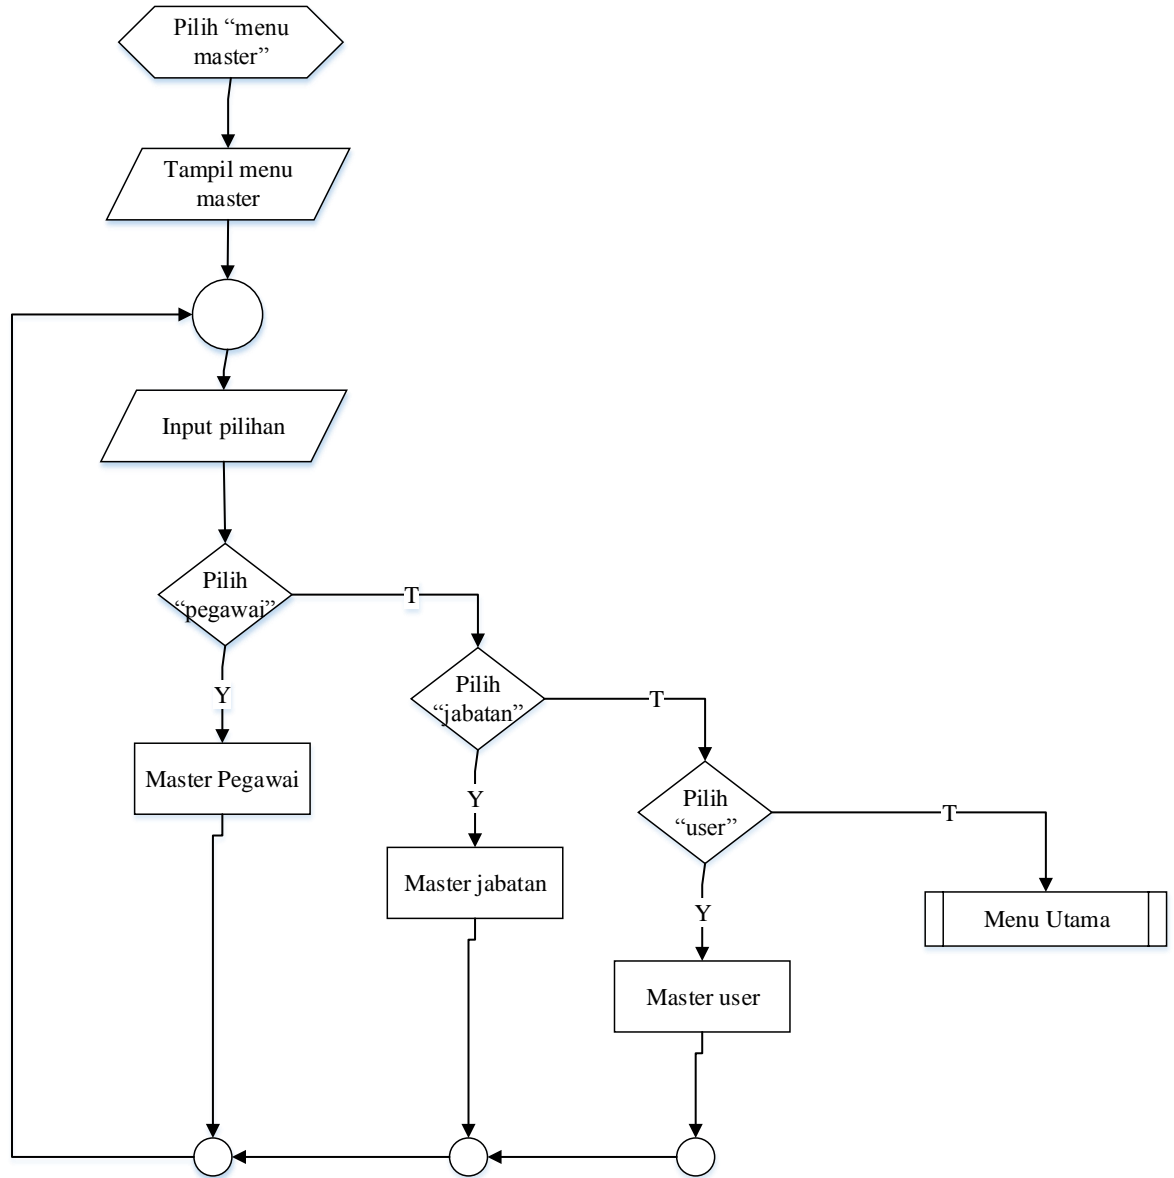 Pilih “menu
master”
Tampil menu
master
Input pilihan
Pilih
“pegawai”
T
Y
Master Pegawai
Pilih
“jabatan”
T
Y
Master jabatan
Pilih
“user”
T
Y
Master user
Menu Utama